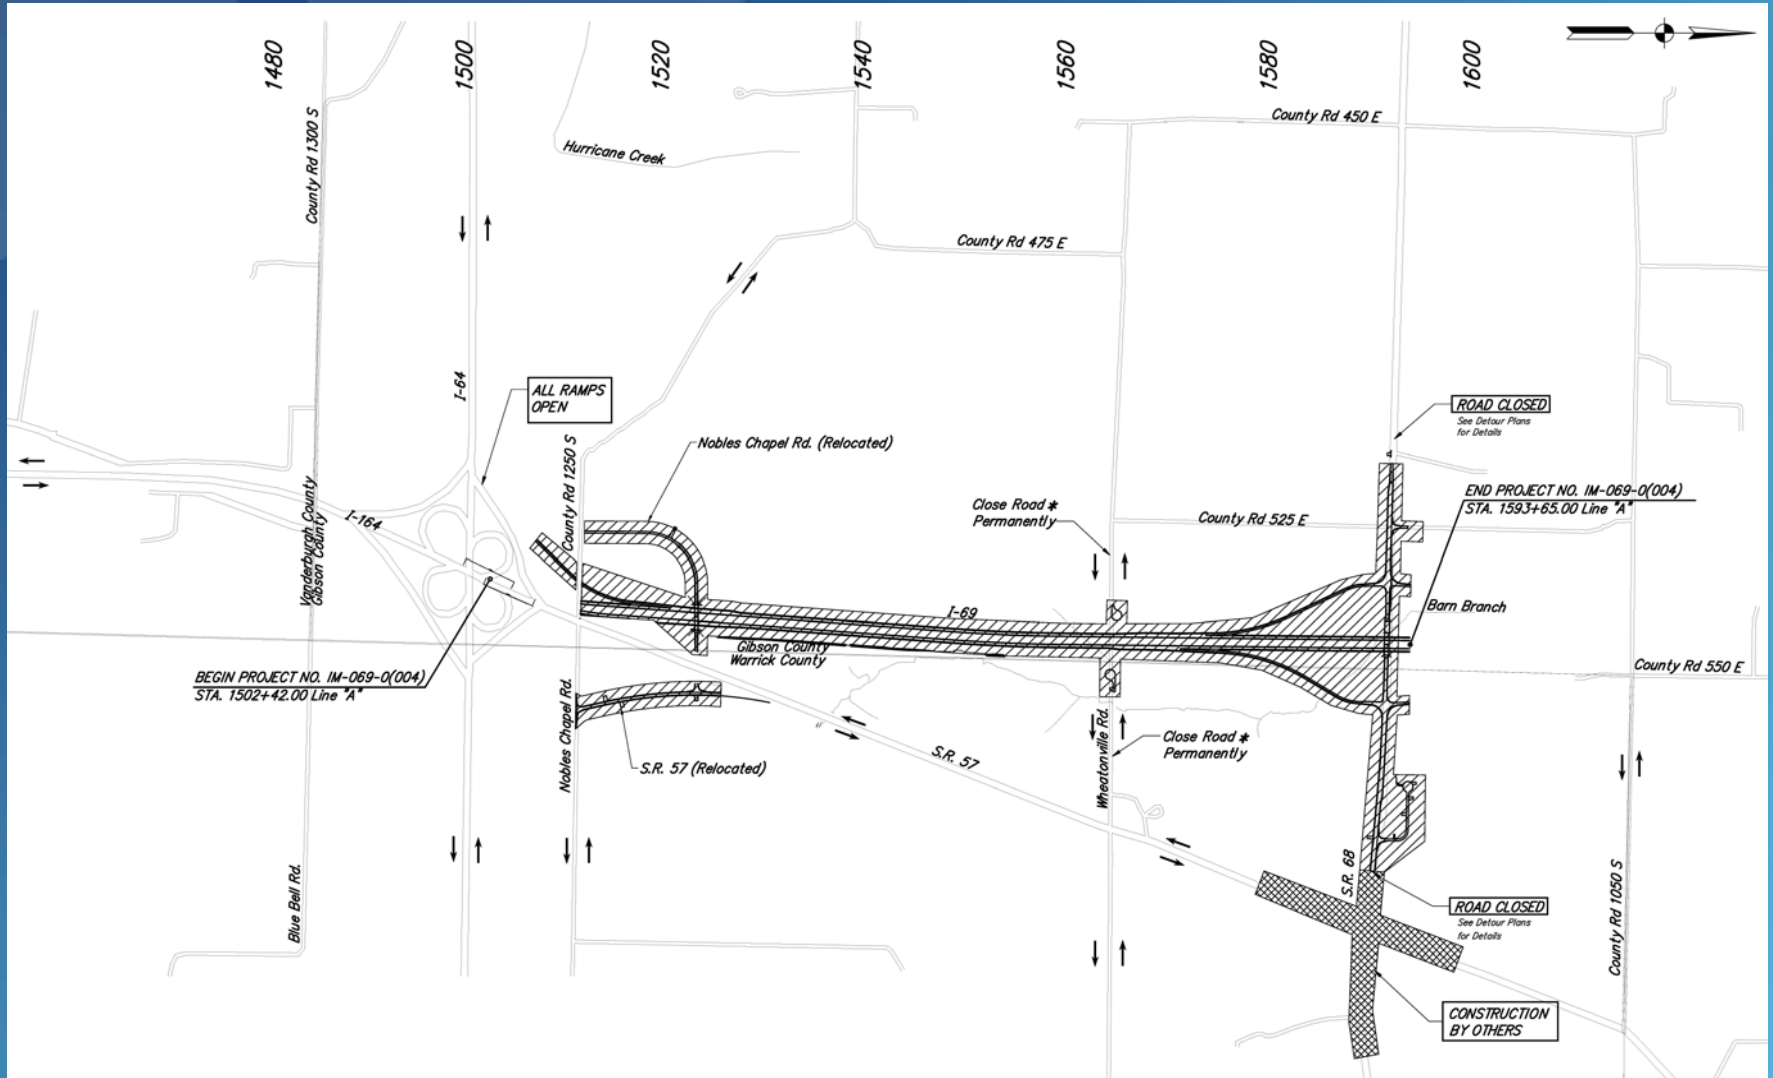 1480
1500
1520
1540
1560
1580
1600
County Rd 1300 S
Hurricane Creek
County Rd 450 E
County Rd 475 E
I-64
ALL RAMPS
OPEN
County Rd 1250 S
Nobles Chapel Rd. (Relocated)
ROAD CLOSED
See Detour Plans
for Details
Close Road *
Permanently
County Rd 525 E
END PROJECT NO. IM-069-0(004)
STA. 1593+65.00 Line "A"
Vanderburgh County
Gibson County
I-164
I-69
Barn Branch
Gibson County
Warrick County
County Rd 550 E
BEGIN PROJECT NO. IM-069-0(004)
STA. 1502+42.00 Line "A"
Nobles Chapel Rd.
S.R. 57 (Relocated)
S.R. 57
Wheatonville Rd.
Close Road *
Permanently
Blue Bell Rd.
S.R. 68
ROAD CLOSED
See Detour Plans
for Details
County Rd 1050 S
CONSTRUCTION
BY OTHERS